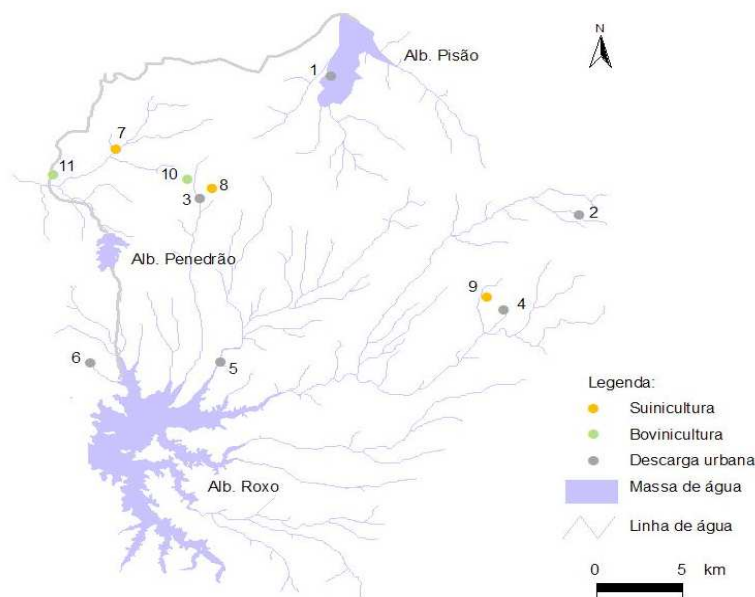 N
Alb. Pisão
1
7
11
10
8
3
2
Alb. Penedrão
9
4
6
5
Legenda:
Suinicultura
Bovinicultura
Descarga urbana
Massa de água
Linha de água
Alb. Roxo
0 5 km